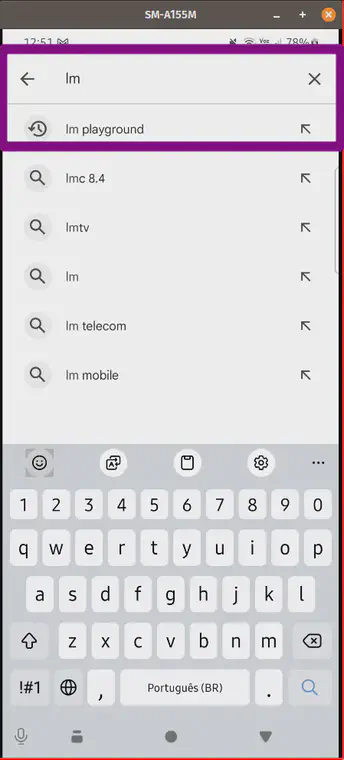 SM-A155M
12:51 78%
lm
lm playground
lmc 8.4
lmtv
lm
lm telecom
lm mobile
1 2 3 4 5 6 7 8 9 0
q w e r t y u i o p
a s d f g h j k l
z x c v b n m
!#1 , Português (BR) .